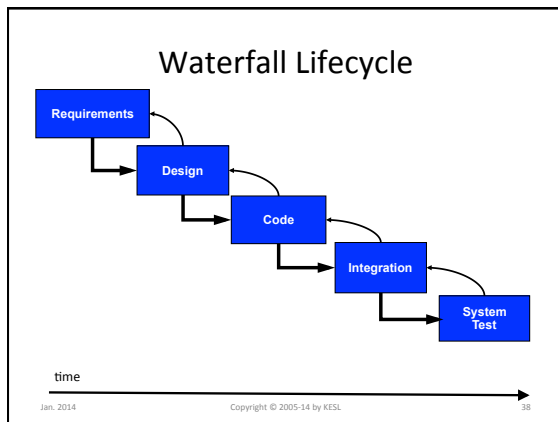 Waterfall Lifecycle
Requirements
Design
Code
Integration
System
Test
time
Jan. 2014
Copyright © 2005-14 by KESL
38